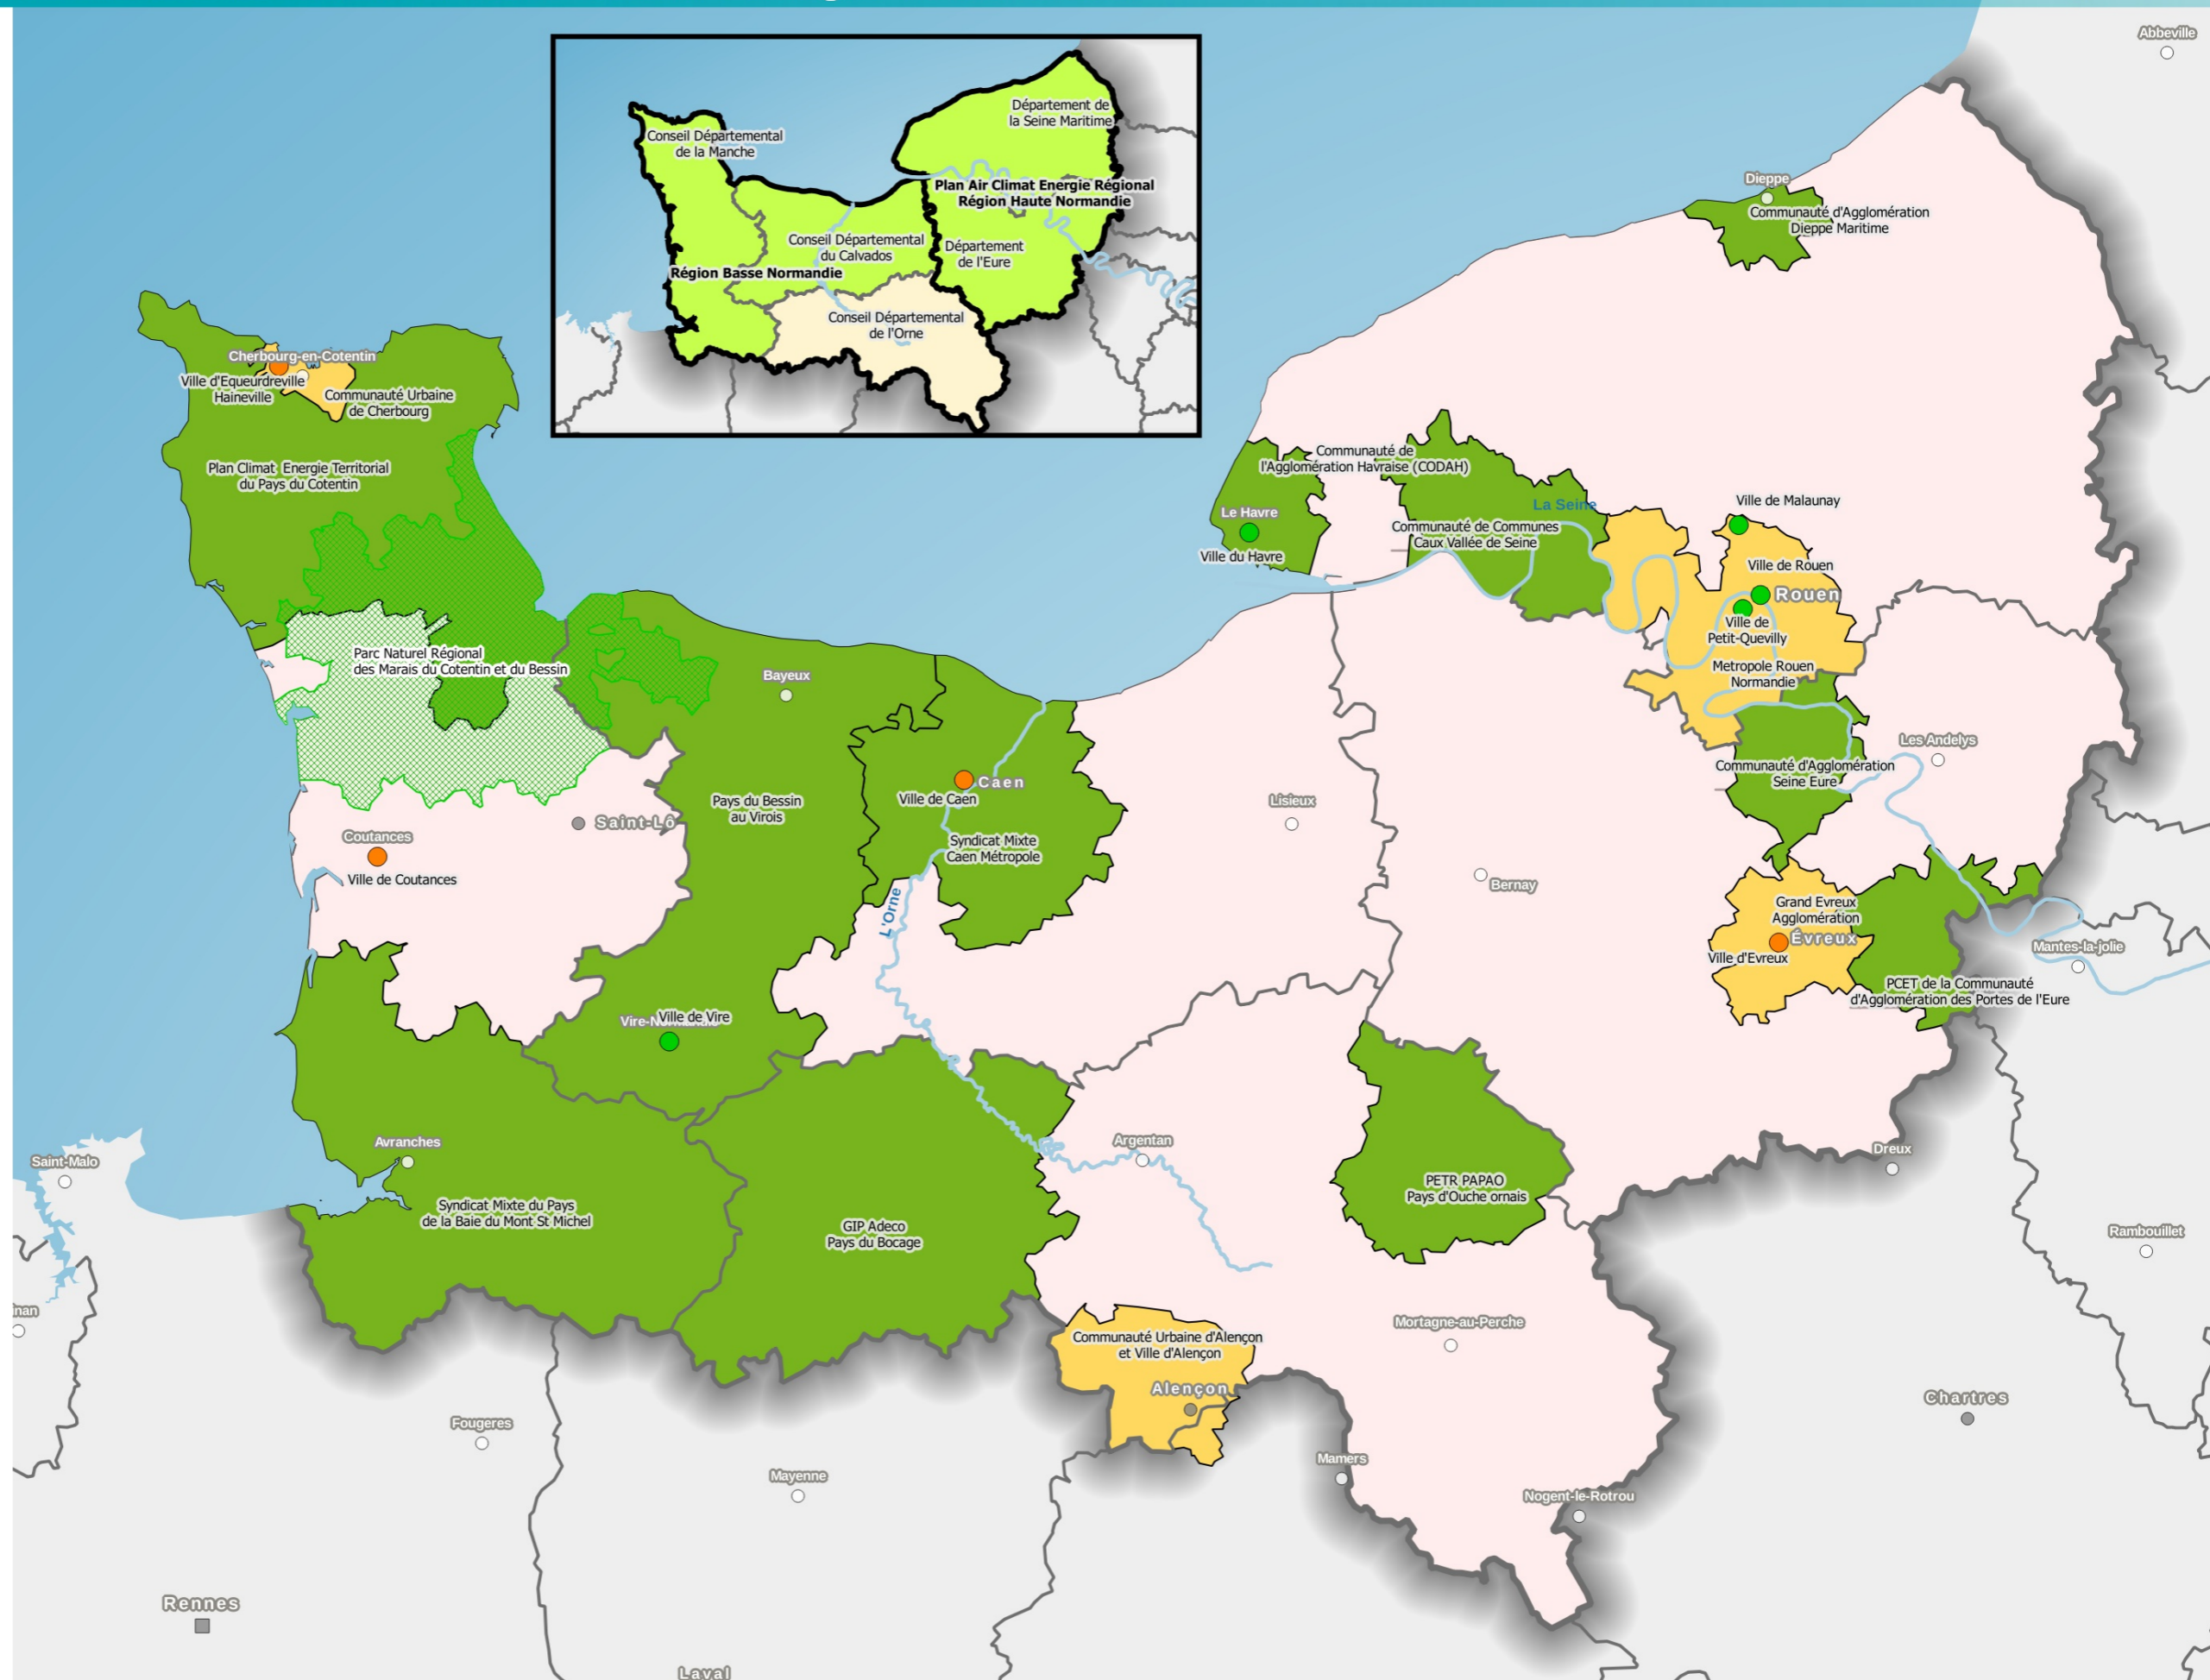 Abbeville
Conseil Départemental
de la Manche
Département de
la Seine Maritime
Plan Air Climat Energie Régional
Région Haute Normandie
Conseil Départemental
du Calvados
Département
de l'Eure
Région Basse Normandie
Conseil Départemental
de l'Orne
Dieppe
Communauté d'Agglomération
Dieppe Maritime
Cherbourg-en-Cotentin
Ville d'Equeurdreville
Haineville
Communauté Urbaine
de Cherbourg
Plan Climat Energie Territorial
du Pays du Cotentin
Communauté de
l'Agglomération Havraise (CODAH)
Le Havre
Ville du Havre
La Seine
Communauté de Communes
Caux Vallée de Seine
Ville de Malaunay
Ville de Rouen
Rouen
Ville de
Petit-Quevilly
Metropole Rouen
Normandie
Parc Naturel Régional
des Marais du Cotentin et du Bessin
Bayeux
Les Andelys
Communauté d'Agglomération
Seine Eure
Caen
Ville de Caen
Pays du Bessin
au Virois
Lisieux
Saint-Lô
Coutances
Ville de Coutances
Syndicat Mixte
Caen Métropole
L'Orne
Bernay
Grand Evreux
Agglomération
Évreux
Ville d'Evreux
Mantes-la-jolie
PCET de la Communauté
d'Agglomération des Portes de l'Eure
Ville de Vire
Avranches
Argentan
Dreux
Saint-Malo
PETR PAPAO
Pays d'Ouche ornais
Syndicat Mixte du Pays
de la Baie du Mont St Michel
GIP Adeco
Pays du Bocage
Rambouillet
nan
Mortagne-au-Perche
Communauté Urbaine d'Alençon
et Ville d'Alençon
Alençon
Chartres
Fougeres
Mayenne
Mamers
Nogent-le-Rotrou
Rennes
Laval